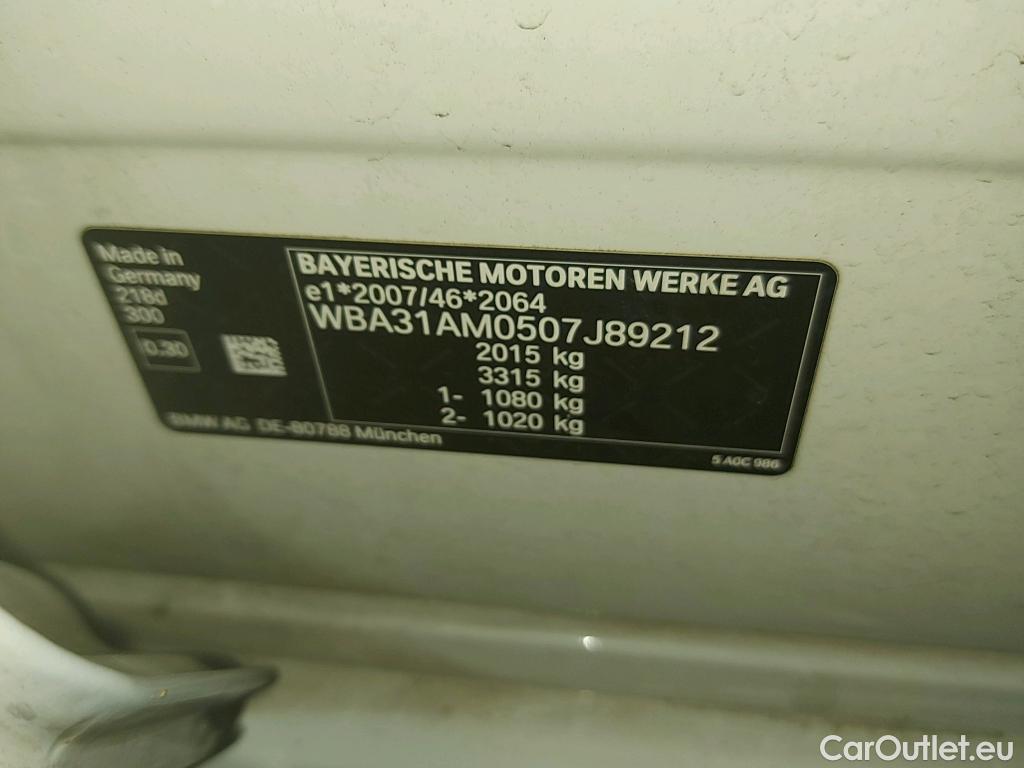 Made in
Germany
218d
300
0.30
BAYERISCHE MOTOREN WERKE AG
e1*2007/46*2064
WBA31AM0507J89212
2015 kg
3315 kg
1- 1080 kg
2- 1020 kg
BMW AG DE-80788 München
5 A0C 986
CarOutlet.eu